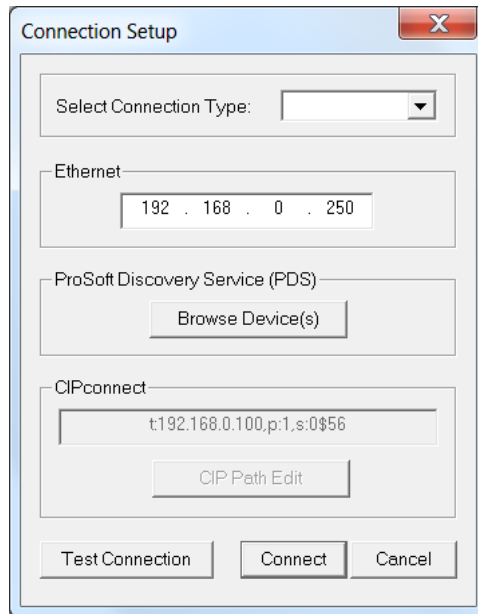 Connection Setup
Select Connection Type:
Ethernet
192 . 168 . 0 . 250
ProSoft Discovery Service (PDS)
Browse Device(s)
CIPconnect
t:192.168.0.100,p:1,s:0$56
CIP Path Edit
Test Connection Connect Cancel